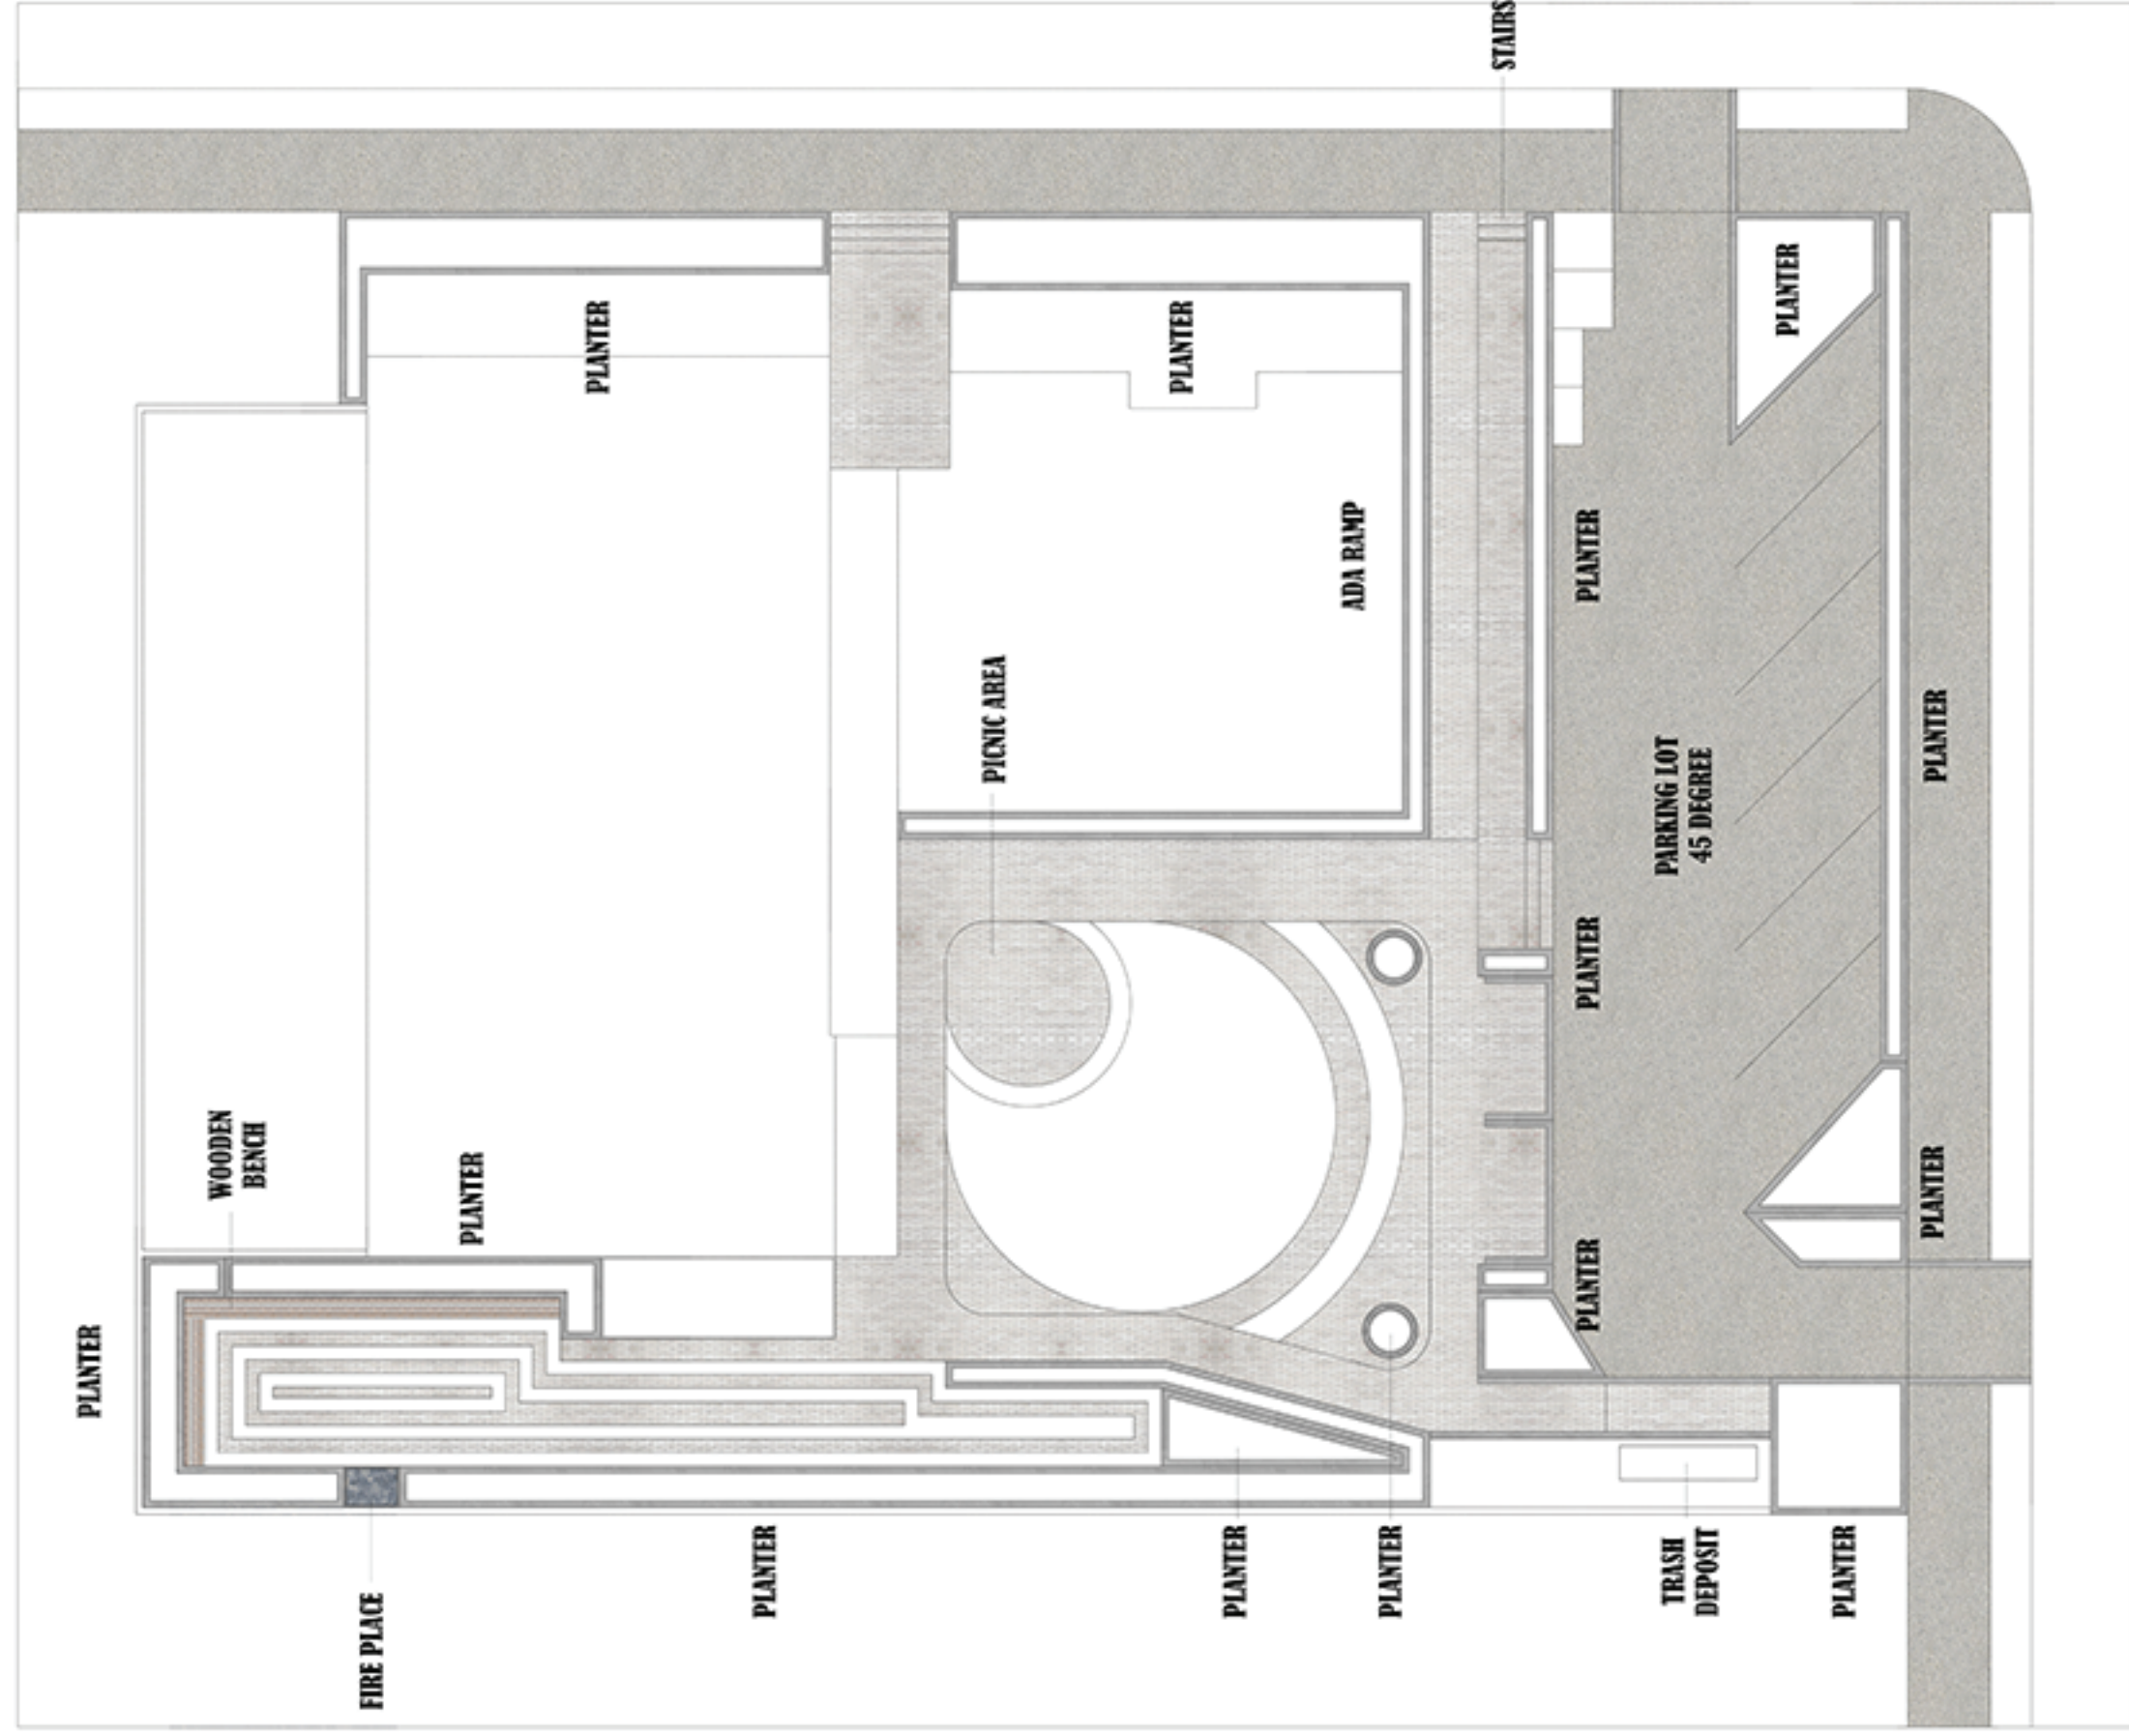 PLANTER
WOODEN
BENCH
FIRE PLACE
PLANTER
PLANTER
PLANTER
PICNIC AREA
PLANTER
PLANTER
ADA RAMP
PLANTER
STAIRS
PLANTER
PLANTER
PLANTER
TRASH
DEPOSIT
PARKING LOT
45 DEGREE
PLANTER
PLANTER
PLANTER
PLANTER